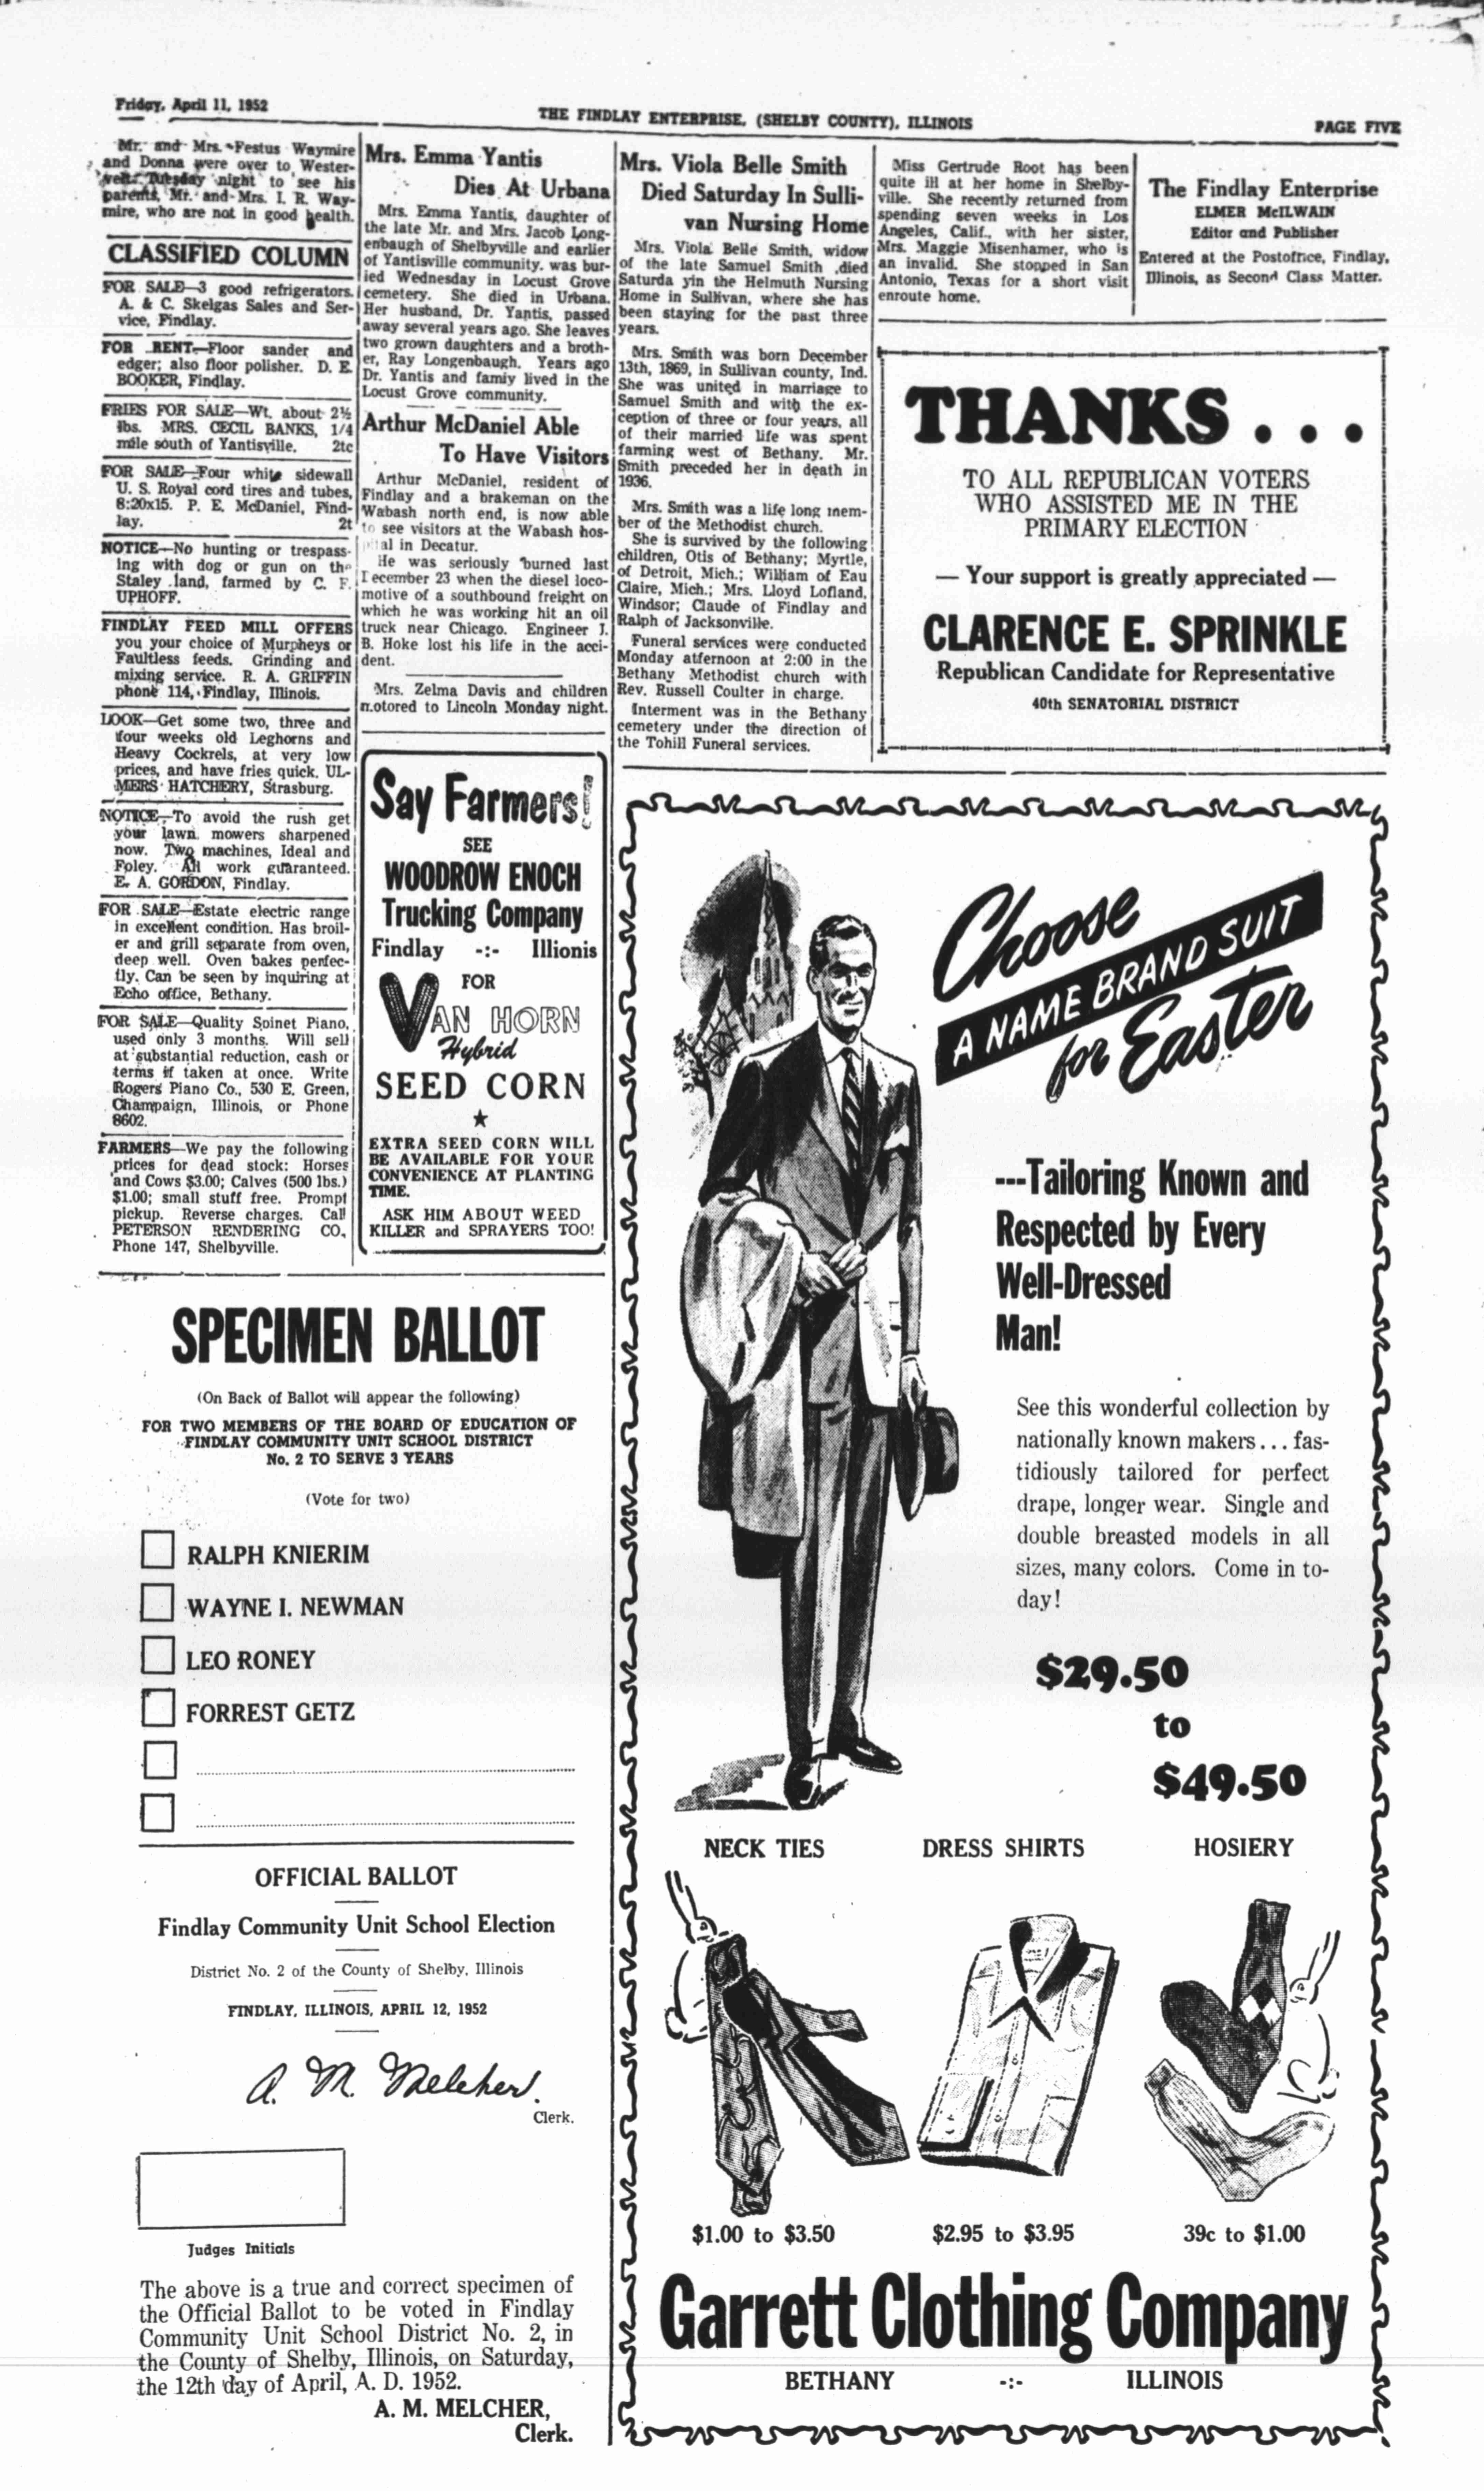 Friday, April 11, 1952
THE FINDLAY ENTERPRISE, (SHELBY COUNTY), ILLINOIS
PAGE FIVE
Mr. and Mrs. Festus Waymire
and Donna were over to Wester-
velt Tuesday night to see his
parents, Mr. and Mrs. I. R. Way-
mire, who are not in good health.
CLASSIFIED COLUMN
FOR SALE—3 good refrigerators.
A. & C. Skelgas Sales and Ser-
vice, Findlay.
FOR RENT—Floor sander and
edger; also floor polisher. D. E.
BOOKER, Findlay.
FRIES FOR SALE—Wt. about 2½
lbs. MRS. CECIL BANKS, 1/4
mile south of Yantisville. 2tc
FOR SALE—Four white sidewall
U. S. Royal cord tires and tubes,
8:20x15. P. E. McDaniel, Find-
lay. 2t
NOTICE—No hunting or trespass-
ing with dog or gun on the
Staley land, farmed by C. F.
UPHOFF.
FINDLAY FEED MILL OFFERS
you your choice of Murpheys or
Faultless feeds. Grinding and
mixing service. R. A. GRIFFIN
phone 114, Findlay, Illinois.
LOOK—Get some two, three and
four weeks old Leghorns and
Heavy Cockrels, at very low
prices, and have fries quick. UL-
MERS HATCHERY, Strasburg.
NOTICE—To avoid the rush get
your lawn mowers sharpened
now. Two machines, Ideal and
Foley. All work guaranteed.
E. A. GORDON, Findlay.
FOR SALE—Estate electric range
in excellent condition. Has broil-
er and grill separate from oven,
deep well. Oven bakes perfec-
tly. Can be seen by inquiring at
Echo office, Bethany.
FOR SALE—Quality Spinet Piano,
used only 3 months. Will sell
at substantial reduction, cash or
terms if taken at once. Write
Rogers Piano Co., 530 E. Green,
Champaign, Illinois, or Phone
8602.
FARMERS—We pay the following
prices for dead stock: Horses
and Cows $3.00; Calves (500 lbs.)
$1.00; small stuff free. Prompt
pickup. Reverse charges. Call
PETERSON RENDERING CO,
Phone 147, Shelbyville.
Mrs. Emma Yantis
Dies At Urbana
Mrs. Emma Yantis, daughter of
the late Mr. and Mrs. Jacob Long-
enbaugh of Shelbyville and earlier
of Yantisville community, was bur-
ied Wednesday in Locust Grove
cemetery. She died in Urbana.
Her husband, Dr. Yantis, passed
away several years ago. She leaves
two grown daughters and a broth-
er, Ray Longenbaugh. Years ago
Dr. Yantis and famiy lived in the
Locust Grove community.
Arthur McDaniel Able
To Have Visitors
Arthur McDaniel, resident of
Findlay and a brakeman on the
Wabash north end, is now able
to see visitors at the Wabash hos-
pital in Decatur.
He was seriously burned last
December 23 when the diesel loco-
motive of a southbound freight on
which he was working hit an oil
truck near Chicago. Engineer J.
B. Hoke lost his life in the acci-
dent.
Mrs. Zelma Davis and children
motored to Lincoln Monday night.
Say Farmers!
SEE
WOODROW ENOCH
Trucking Company
Findlay -:- Illionis
FOR
VAN HORN
Hybrid
SEED CORN
★
EXTRA SEED CORN WILL
BE AVAILABLE FOR YOUR
CONVENIENCE AT PLANTING
TIME.
ASK HIM ABOUT WEED
KILLER and SPRAYERS TOO!
Mrs. Viola Belle Smith
Died Saturday In Sulli-
van Nursing Home
Mrs. Viola Belle Smith, widow
of the late Samuel Smith ,died
Saturda yin the Helmuth Nursing
Home in Sullivan, where she has
been staying for the past three
years.
Mrs. Smith was born December
13th, 1869, in Sullivan county, Ind.
She was united in marriage to
Samuel Smith and with the ex-
ception of three or four years, all
of their married life was spent
farming west of Bethany. Mr.
Smith preceded her in death in
1936.
Mrs. Smith was a life long mem-
ber of the Methodist church.
She is survived by the following
children, Otis of Bethany; Myrtle,
of Detroit, Mich.; William of Eau
Claire, Mich.; Mrs. Lloyd Lofland,
Windsor; Claude of Findlay and
Ralph of Jacksonville.
Funeral services were conducted
Monday atfernoon at 2:00 in the
Bethany Methodist church with
Rev. Russell Coulter in charge.
Interment was in the Bethany
cemetery under the direction of
the Tohill Funeral services.
Miss Gertrude Root has been
quite ill at her home in Shelby-
ville. She recently returned from
spending seven weeks in Los
Angeles, Calif., with her sister,
Mrs. Maggie Misenhamer, who is
an invalid. She stopped in San
Antonio, Texas for a short visit
enroute home.
The Findlay Enterprise
ELMER McILWAIN
Editor and Publisher
Entered at the Postofnce, Findlay,
Illinois, as Second Class Matter.
THANKS . . .
TO ALL REPUBLICAN VOTERS
WHO ASSISTED ME IN THE
PRIMARY ELECTION
— Your support is greatly appreciated —
CLARENCE E. SPRINKLE
Republican Candidate for Representative
40th SENATORIAL DISTRICT
SPECIMEN BALLOT
(On Back of Ballot will appear the following)
FOR TWO MEMBERS OF THE BOARD OF EDUCATION OF
FINDLAY COMMUNITY UNIT SCHOOL DISTRICT
No. 2 TO SERVE 3 YEARS
(Vote for two)
RALPH KNIERIM
WAYNE I. NEWMAN
LEO RONEY
FORREST GETZ
OFFICIAL BALLOT
Findlay Community Unit School Election
District No. 2 of the County of Shelby, Illinois
FINDLAY, ILLINOIS, APRIL 12, 1952
A. M. Melcher.
Clerk.
Judges Initials
The above is a true and correct specimen of
the Official Ballot to be voted in Findlay
Community Unit School District No. 2, in
the County of Shelby, Illinois, on Saturday,
the 12th day of April, A. D. 1952.
A. M. MELCHER,
Clerk.
Choose
A NAME BRAND SUIT
for Easter
---Tailoring Known and
Respected by Every
Well-Dressed
Man!
See this wonderful collection by
nationally known makers . . . fas-
tidiously tailored for perfect
drape, longer wear. Single and
double breasted models in all
sizes, many colors. Come in to-
day!
$29.50
to
$49.50
NECK TIES DRESS SHIRTS HOSIERY
$1.00 to $3.50 $2.95 to $3.95 39c to $1.00
Garrett Clothing Company
BETHANY -:- ILLINOIS